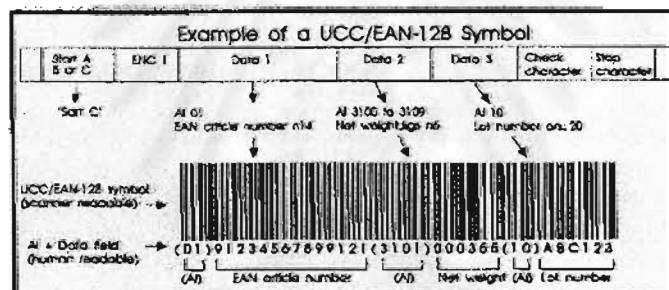 Example of a UCC/EAN-128 Symbol
Start A B or C FNC 1 Data 1 Data 2 Data 3 Check character Stop character
"Start C" AI 01 EAN article number n14 AI 3100 to 3109 Net weight/kgs n6 AI 10 Lot number an...20
UCC/EAN-128 symbol (scanner readable)
AI + Data field (human readable) (01)91234567899121(3101)000365(10)ABC123
(AI) EAN article number (AI) Net weight (AI) Lot number